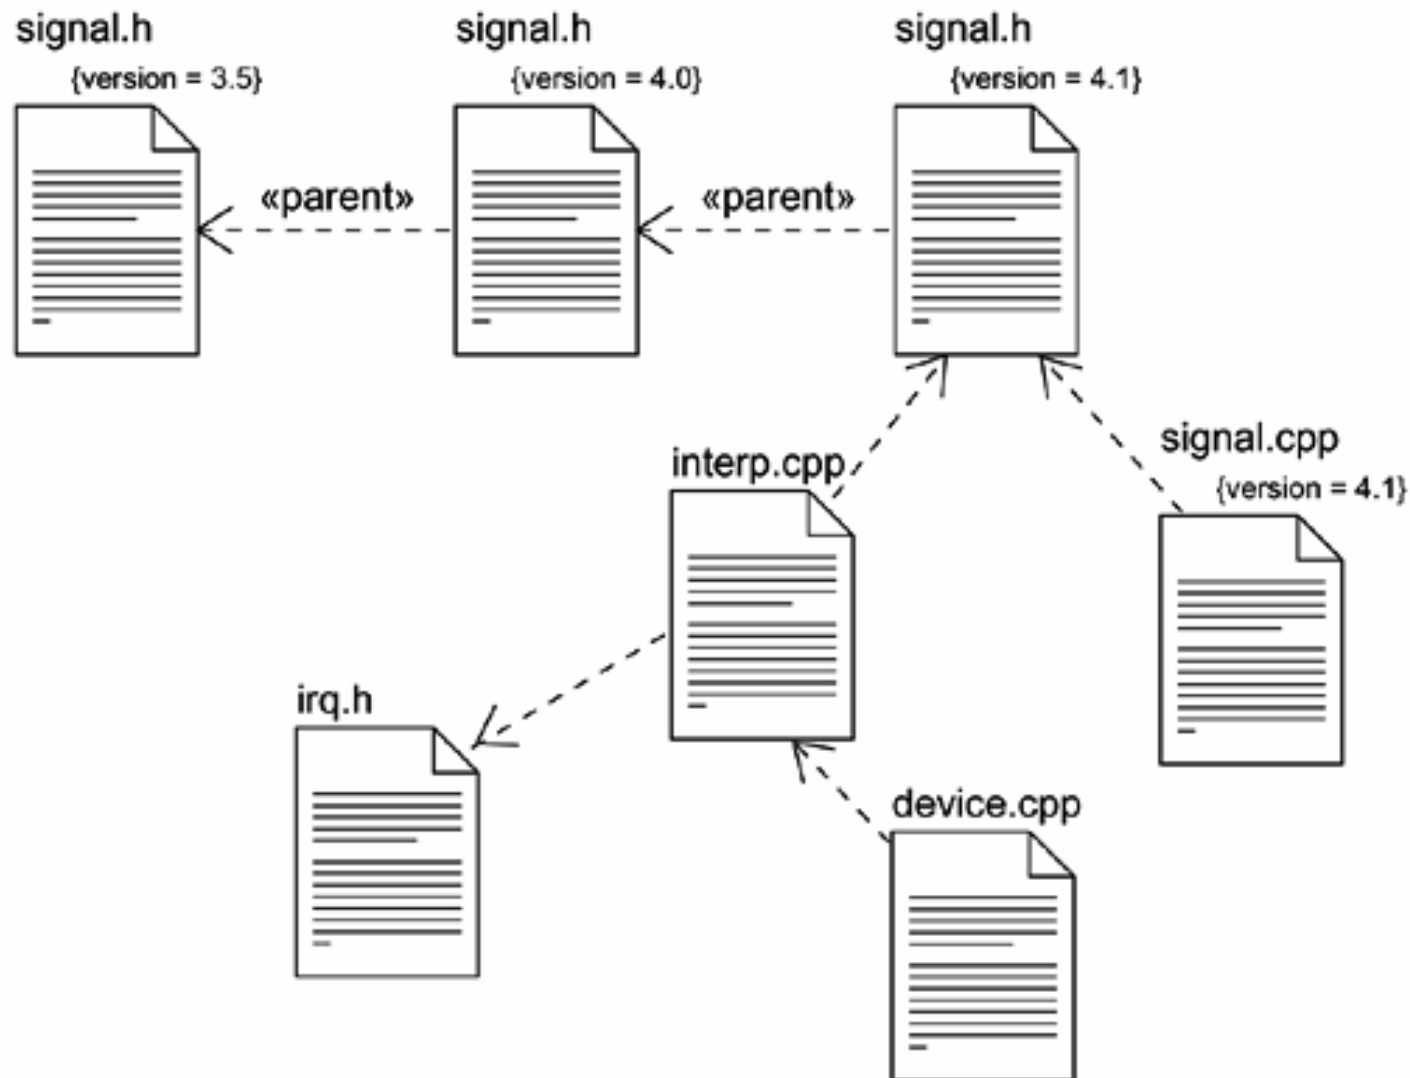 signal.h
{version = 3.5}
signal.h
{version = 4.0}
signal.h
{version = 4.1}
«parent»
«parent»
interp.cpp
signal.cpp
{version = 4.1}
irq.h
device.cpp